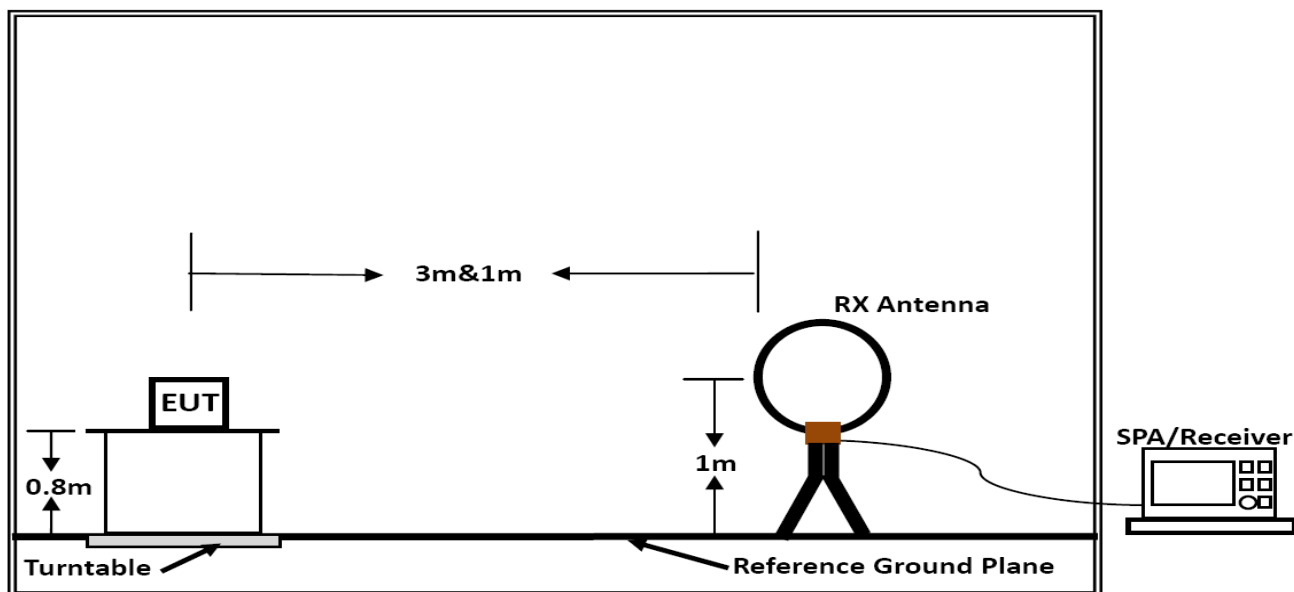 3m&1m
RX Antenna
EUT
SPA/Receiver
1m
0.8m
Turntable
Reference Ground Plane